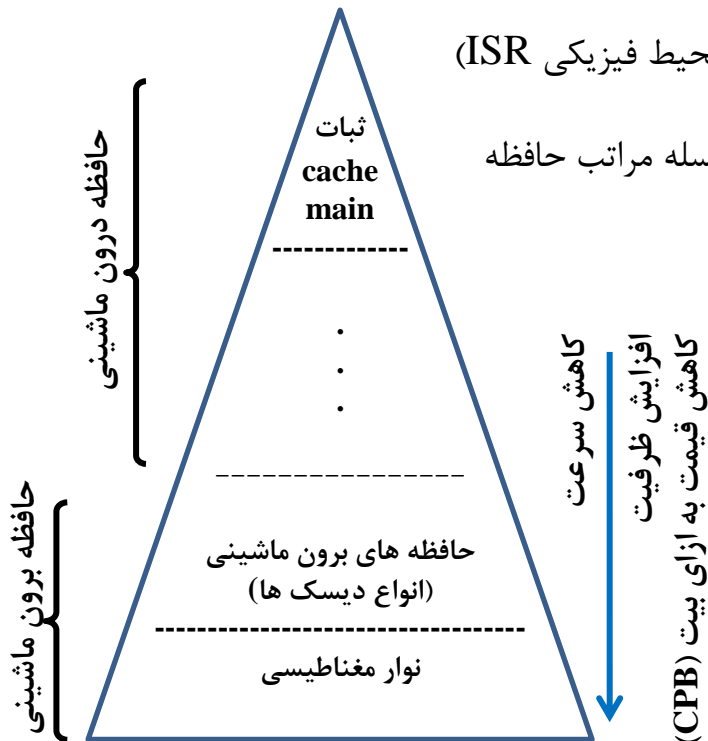 حیط فیزیکی ISR)
سله مراتب حافظه
ثبات
cache
main
حافظه درون ماشینی
.
.
.
کاهش سرعت
افزایش ظرفیت
کاهش قیمت به ازای بیت (CPB)
حافظه های برون ماشینی
(انواع دیسک ها)
نوار مغناطیسی
حافظه برون ماشینی